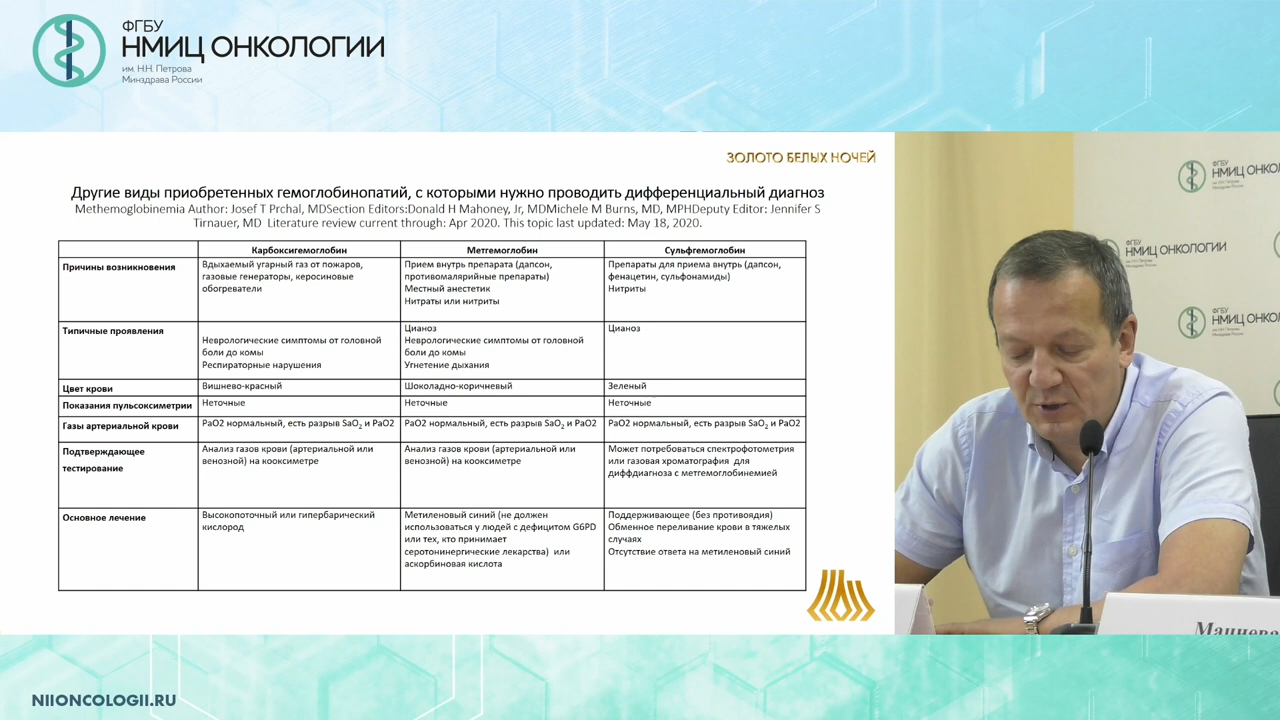 ФГБУ
НМИЦ ОНКОЛОГИИ
им. Н.Н. Петрова
Минздрава России
ЗОЛОТО БЕЛЫХ НОЧЕЙ
Другие виды приобретенных гемоглобинопатий, с которыми нужно проводить дифференциальный диагноз
Methemoglobinemia Author: Josef T Prchal, MDSection Editors:Donald H Mahoney, Jr, MDMichele M Burns, MD, MPHDeputy Editor: Jennifer S
Tirnauer, MD Literature review current through: Apr 2020. This topic last updated: May 18, 2020.
Карбоксигемоглобин
Метгемоглобин
Сульфгемоглобин
Причины возникновения
Вдыхаемый угарный газ от пожаров,
газовые генераторы, керосиновые
обогреватели
Прием внутрь препарата (дапсон,
противомалярийные препараты)
Местный анестетик
Нитраты или нитриты
Препараты для приема внутрь (дапсон,
фенацетин, сульфонамиды)
Нитриты
Типичные проявления
Неврологические симптомы от головной
боли до комы
Респираторные нарушения
Цианоз
Неврологические симптомы от головной
боли до комы
Угнетение дыхания
Цианоз
Цвет крови
Вишнево-красный
Шоколадно-коричневый
Зеленый
Показания пульсоксиметрии
Неточные
Неточные
Неточные
Газы артериальной крови
PaO2 нормальный, есть разрыв SaO2 и PaO2
PaO2 нормальный, есть разрыв SaO2 и PaO2
PaO2 нормальный, есть разрыв SaO2 и PaO2
Подтверждающее
тестирование
Анализ газов крови (артериальной или
венозной) на кооксиметре
Анализ газов крови (артериальной или
венозной) на кооксиметре
Может потребоваться спектрофотометрия
или газовая хроматография для
диффдиагноза с метгемоглобинемией
Основное лечение
Высокопоточный или гипербарический
кислород
Метиленовый синий (не должен
использоваться у людей с дефицитом G6PD
или тех, кто принимает
серотонинергические лекарства) или
аскорбиновая кислота
Поддерживающее (без противоядия)
Обменное переливание крови в тяжелых
случаях
Отсутствие ответа на метиленовый синий
ФГБУ
НМИЦ ОНКОЛОГИИ
ФГБУ
Мацнева
NIIONCOLOGII.RU